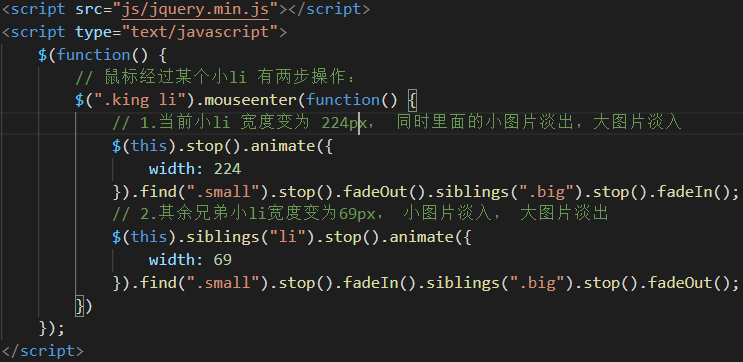 <script src="js/jquery.min.js"></script>
<script type="text/javascript">
$(function() {
// 鼠标经过某个小li 有两步操作：
$(".king li").mouseenter(function() {
// 1.当前小li 宽度变为 224px， 同时里面的小图片淡出，大图片淡入
$(this).stop().animate({
width: 224
}).find(".small").stop().fadeOut().siblings(".big").stop().fadeIn();
// 2.其余兄弟小li宽度变为69px， 小图片淡入， 大图片淡出
$(this).siblings("li").stop().animate({
width: 69
}).find(".small").stop().fadeIn().siblings(".big").stop().fadeOut();
})
});
</script>